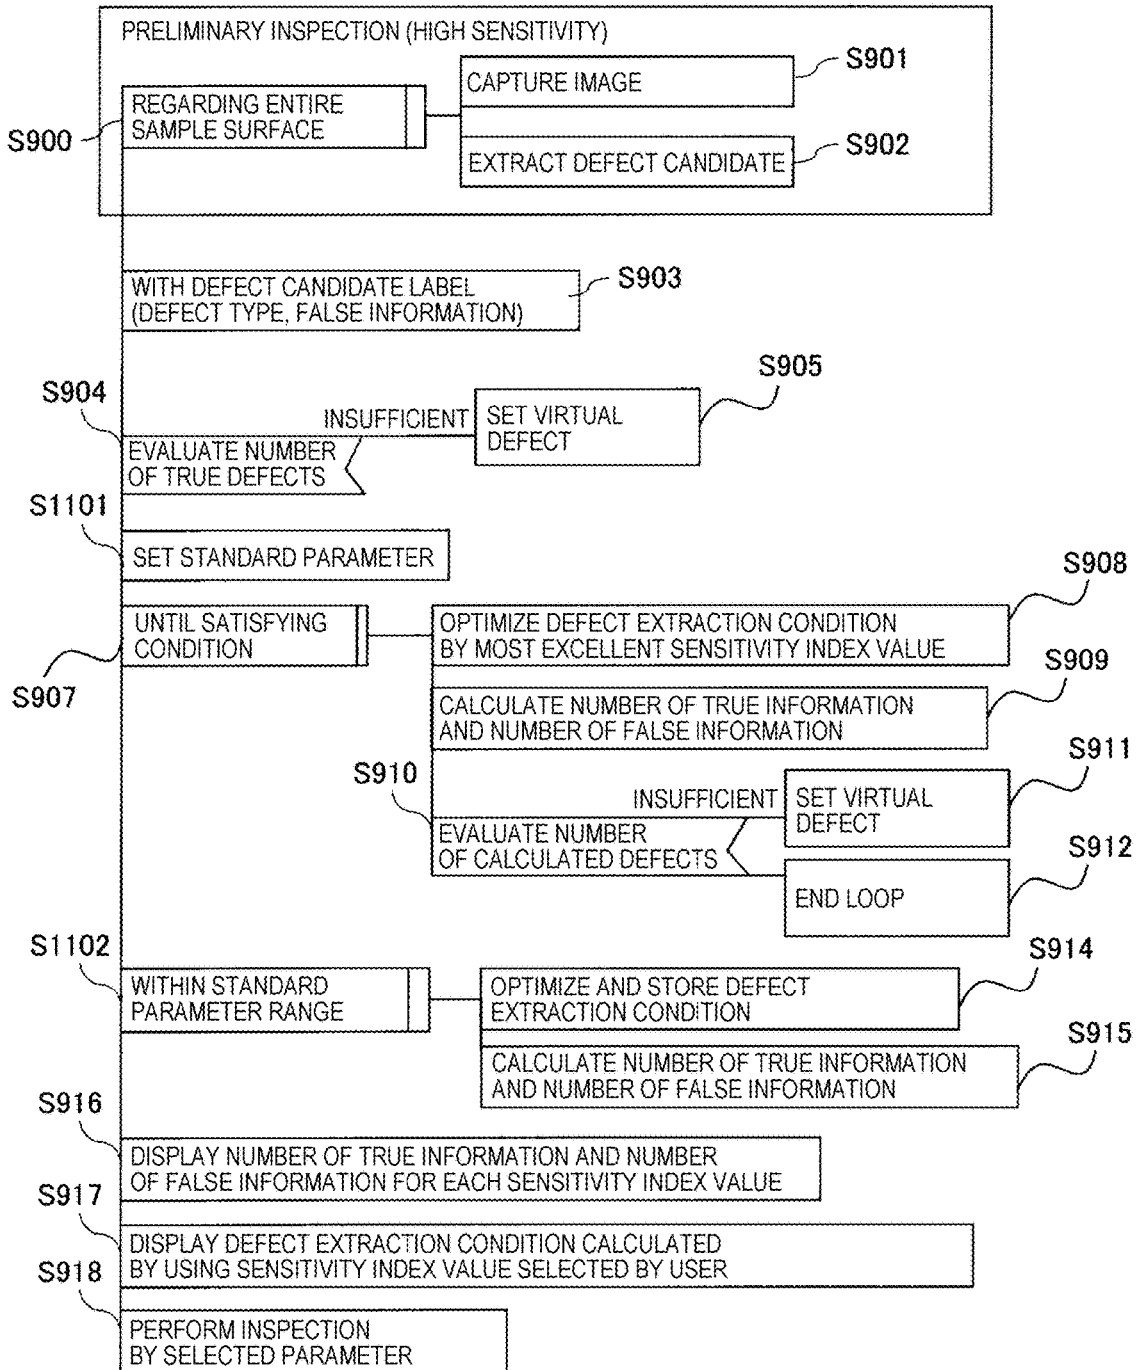 PRELIMINARY INSPECTION (HIGH SENSITIVITY)
CAPTURE IMAGE
S901
S900
REGARDING ENTIRE
SAMPLE SURFACE
EXTRACT DEFECT CANDIDATE
S902
WITH DEFECT CANDIDATE LABEL
(DEFECT TYPE, FALSE INFORMATION)
S903
S904
EVALUATE NUMBER
OF TRUE DEFECTS
INSUFFICIENT
SET VIRTUAL
DEFECT
S905
S1101
SET STANDARD PARAMETER
S907
UNTIL SATISFYING
CONDITION
OPTIMIZE DEFECT EXTRACTION CONDITION
BY MOST EXCELLENT SENSITIVITY INDEX VALUE
S908
CALCULATE NUMBER OF TRUE INFORMATION
AND NUMBER OF FALSE INFORMATION
S909
S910
EVALUATE NUMBER
OF CALCULATED DEFECTS
INSUFFICIENT
SET VIRTUAL
DEFECT
S911
END LOOP
S912
S1102
WITHIN STANDARD
PARAMETER RANGE
OPTIMIZE AND STORE DEFECT
EXTRACTION CONDITION
S914
CALCULATE NUMBER OF TRUE INFORMATION
AND NUMBER OF FALSE INFORMATION
S915
S916
DISPLAY NUMBER OF TRUE INFORMATION AND NUMBER
OF FALSE INFORMATION FOR EACH SENSITIVITY INDEX VALUE
S917
DISPLAY DEFECT EXTRACTION CONDITION CALCULATED
BY USING SENSITIVITY INDEX VALUE SELECTED BY USER
S918
PERFORM INSPECTION
BY SELECTED PARAMETER